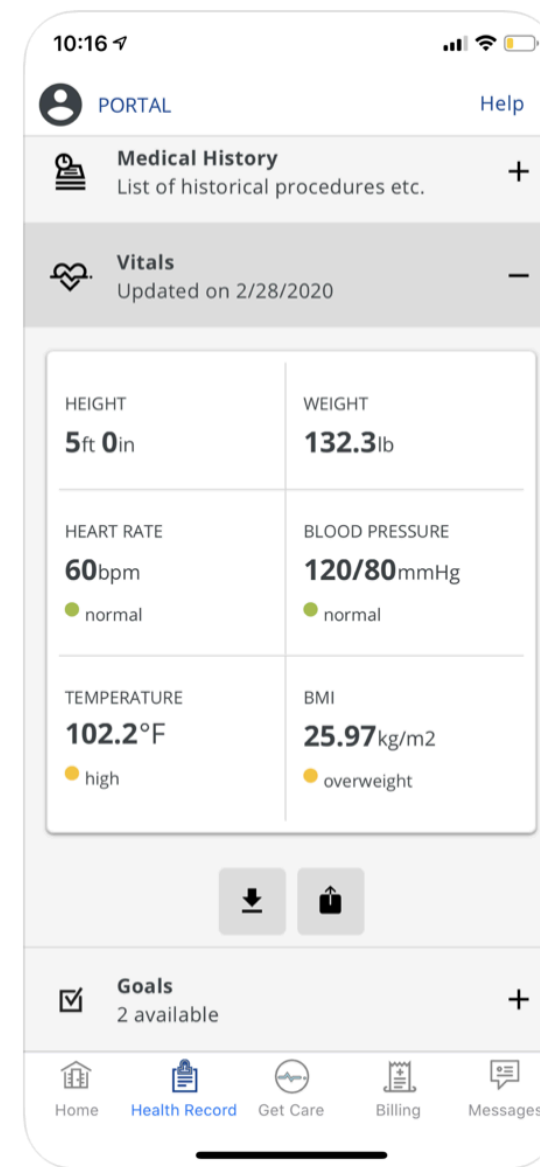 10:16
PORTAL Help
Medical History
List of historical procedures etc.
Vitals
Updated on 2/28/2020
HEIGHT
5ft 0in
WEIGHT
132.3lb
HEART RATE
60bpm
normal
BLOOD PRESSURE
120/80mmHg
normal
TEMPERATURE
102.2°F
high
BMI
25.97kg/m2
overweight
Goals
2 available
Home Health Record Get Care Billing Messages